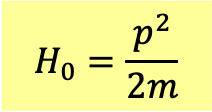 H₀ = p²/2m